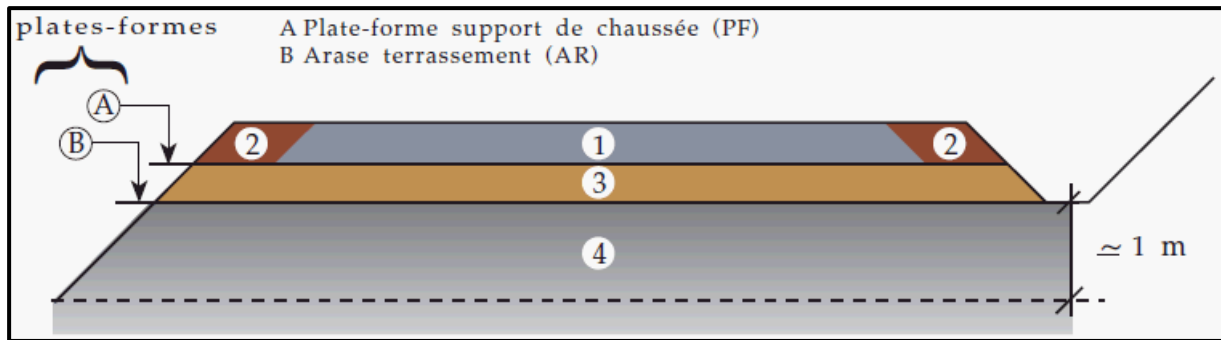 plates-formes
A Plate-forme support de chaussée (PF)
B Arase terrassement (AR)
A
B
2
1
2
3
4
≃ 1 m